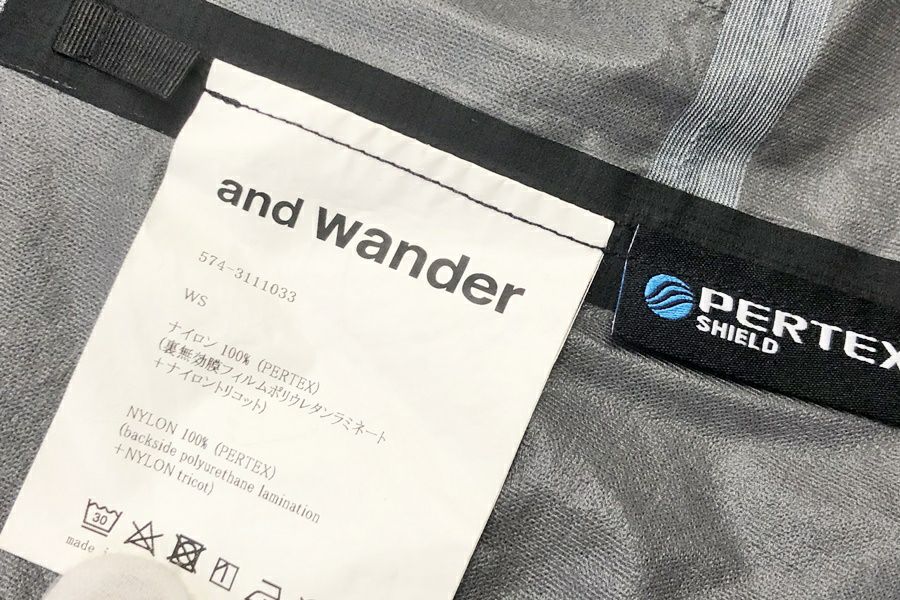 and wander
574-3111033
WS
ナイロン 100% (PERTEX)
(裏無効膜フィルムポリウレタンラミネート
+ナイロントリコット)
NYLON 100% (PERTEX)
(backside polyurethane lamination
+NYLON tricot)
30
made
PERTEX
SHIELD